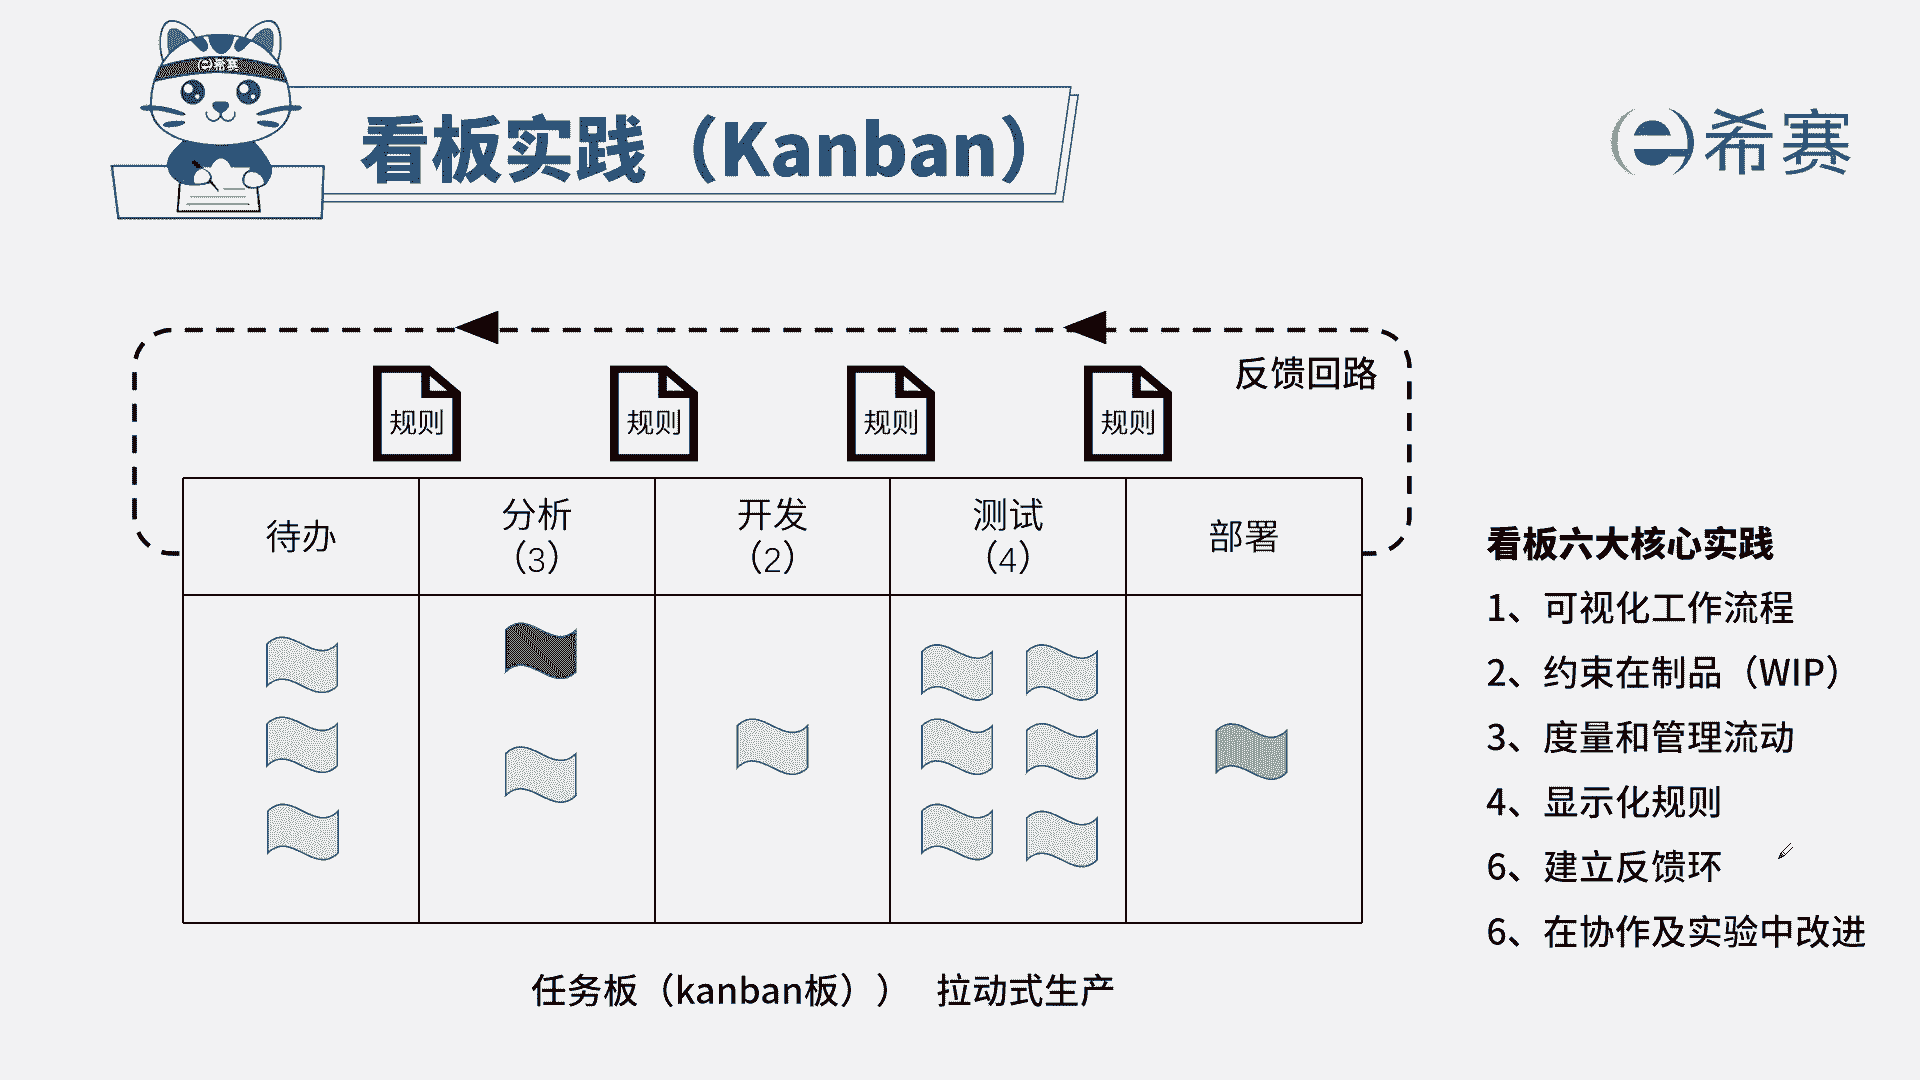 e希赛
看板实践（Kanban）
e希赛
反馈回路
规则
规则
规则
规则
待办
分析
（3）
开发
（2）
测试
（4）
部署
看板六大核心实践
1、可视化工作流程
2、约束在制品（WIP）
3、度量和管理流动
4、显示化规则
6、建立反馈环
6、在协作及实验中改进
任务板（kanban板）） 拉动式生产